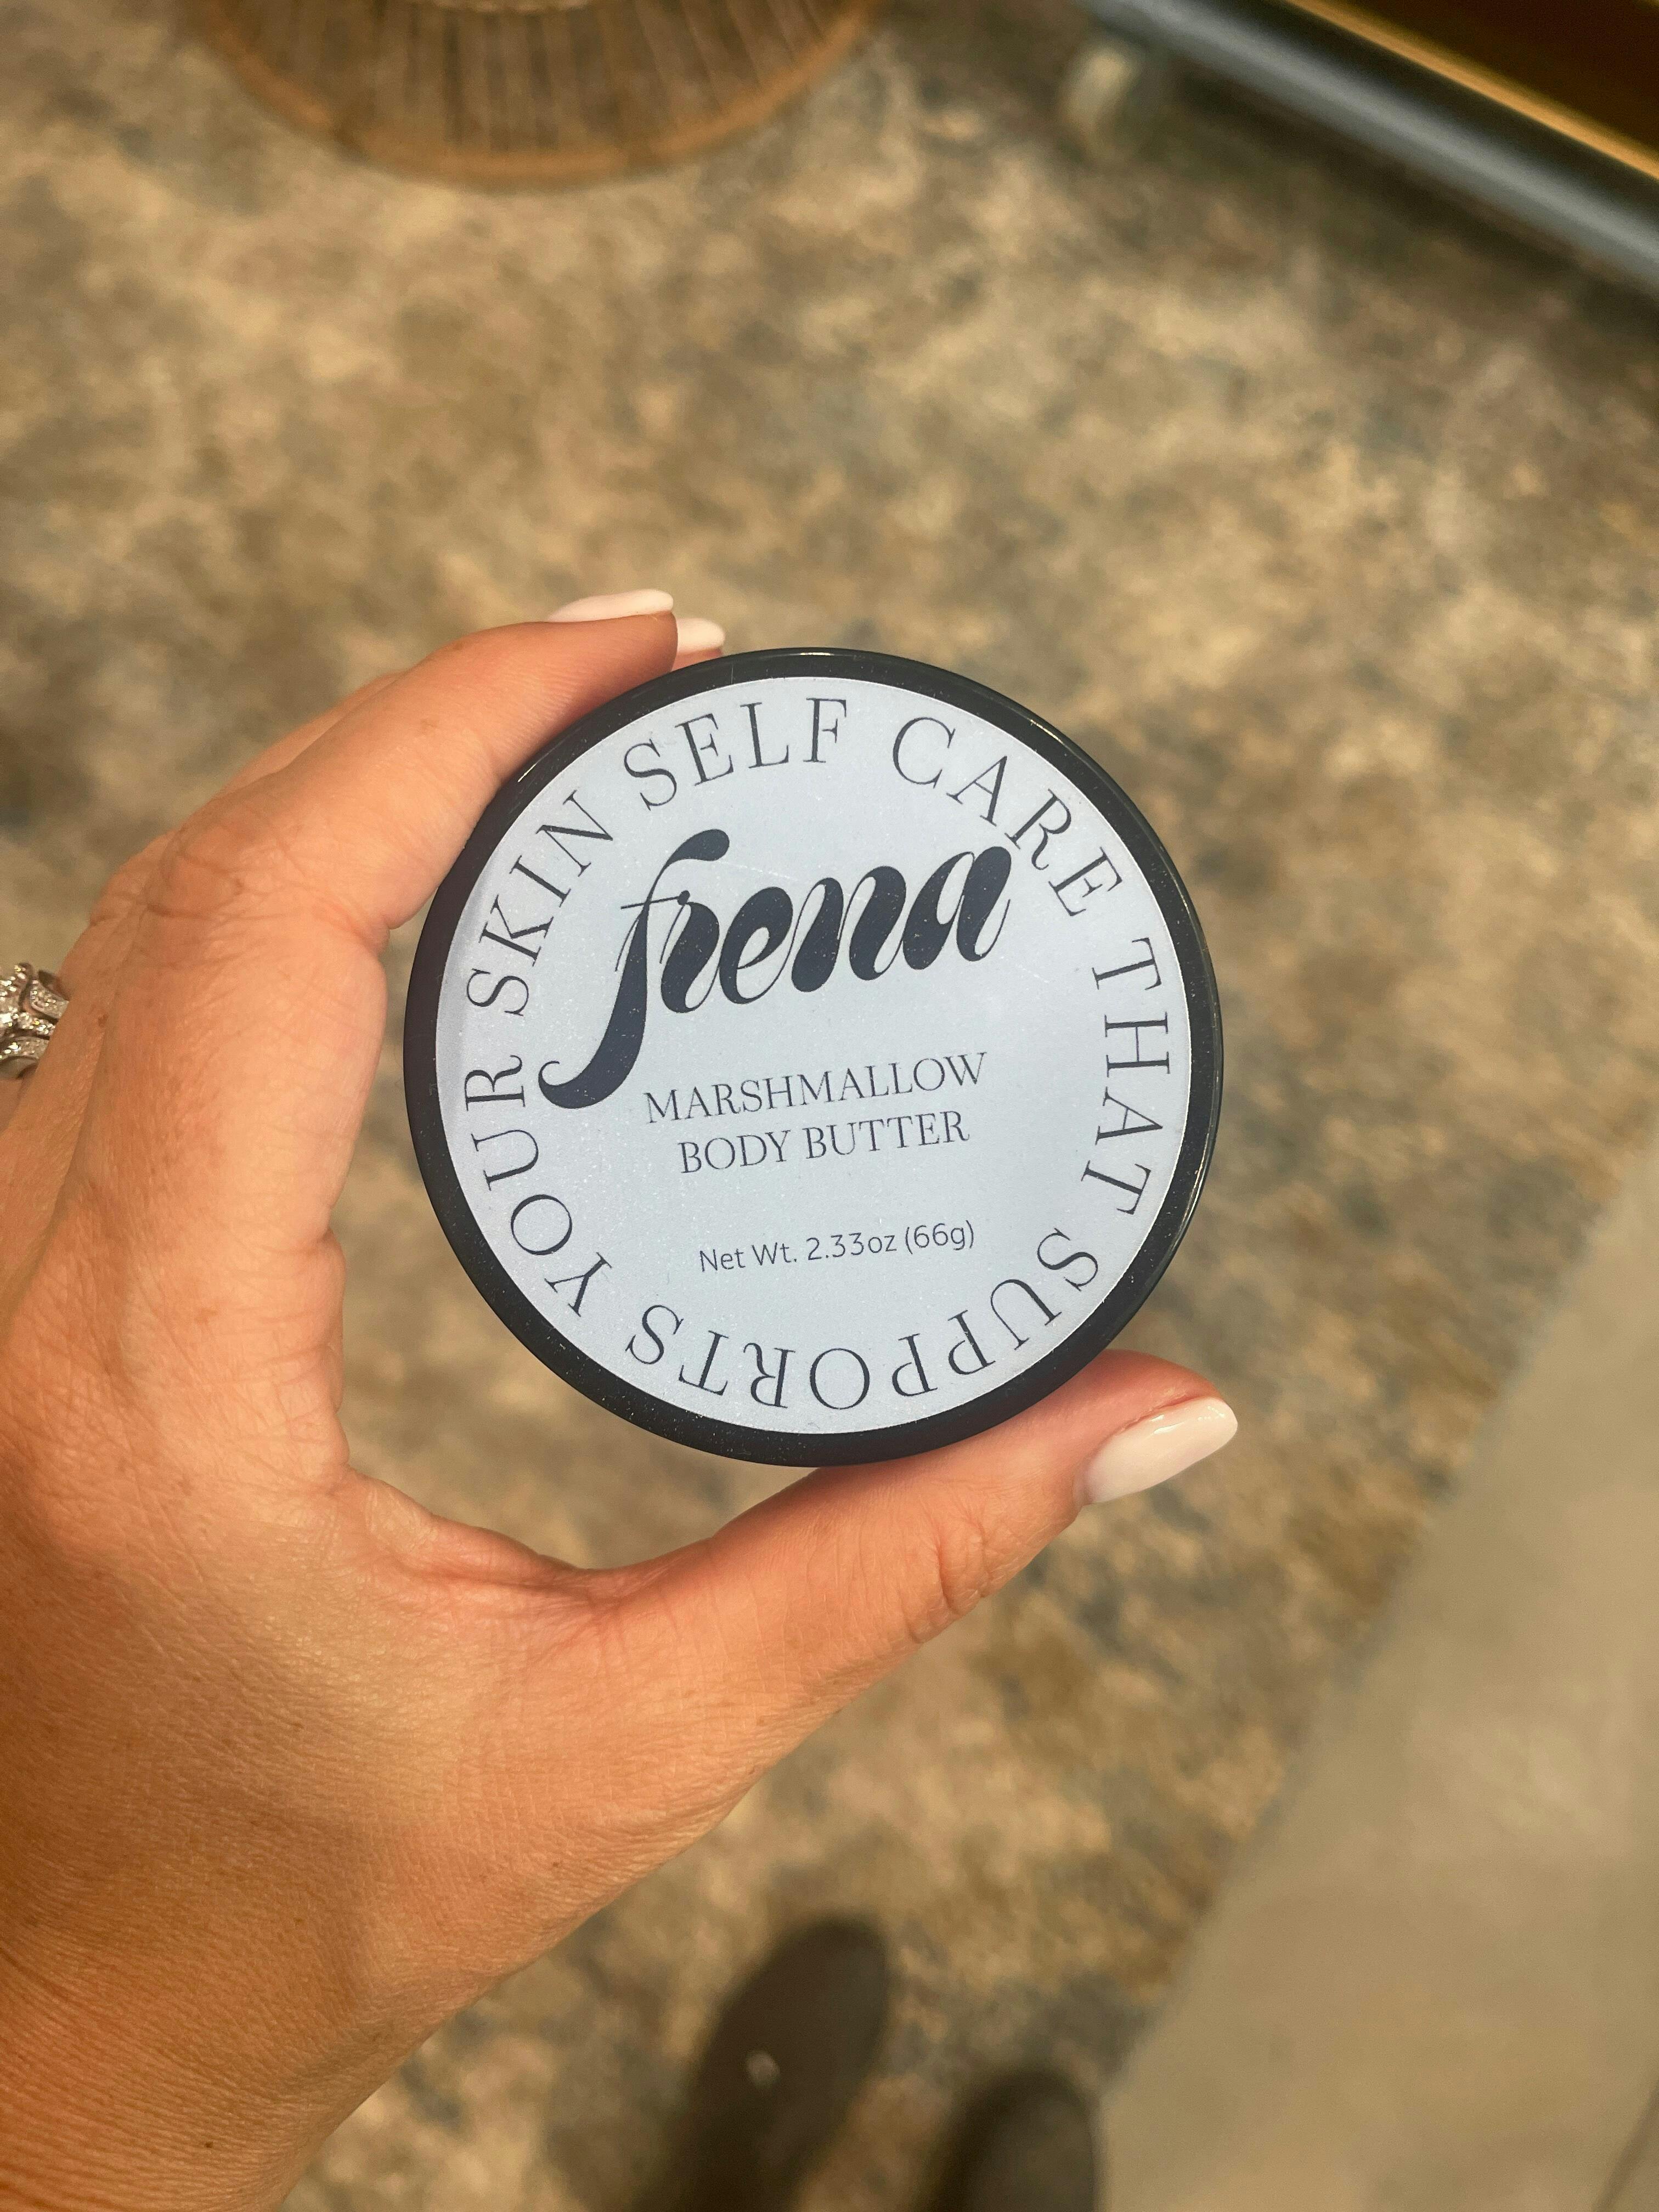 SELF CARE THAT SUPPORTS YOUR SKIN
frena
MARSHMALLOW
BODY BUTTER
Net Wt. 2.33oz (66g)